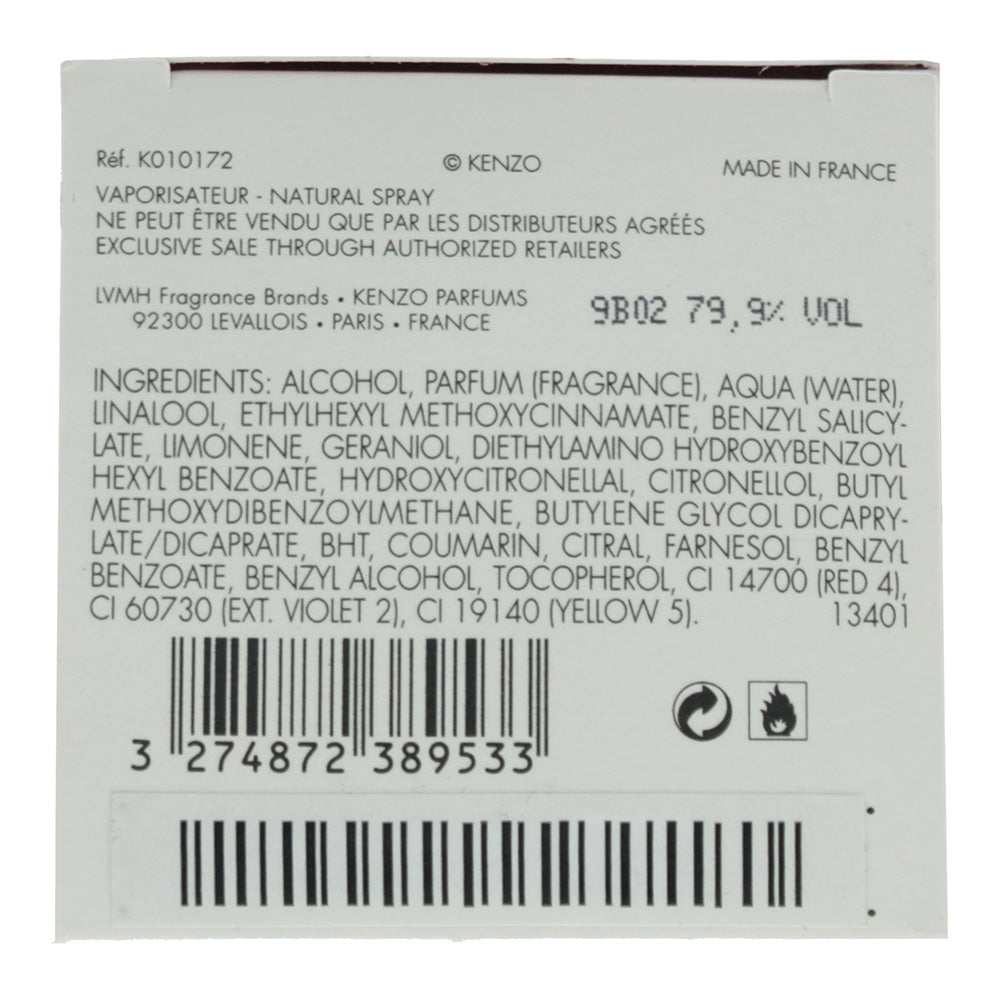 Réf. K010172 © KENZO MADE IN FRANCE
VAPORISATEUR - NATURAL SPRAY
NE PEUT ÊTRE VENDU QUE PAR LES DISTRIBUTEURS AGRÉÉS
EXCLUSIVE SALE THROUGH AUTHORIZED RETAILERS
LVMH Fragrance Brands • KENZO PARFUMS
92300 LEVALLOIS • PARIS • FRANCE
9B02 79,9% VOL
INGREDIENTS: ALCOHOL, PARFUM (FRAGRANCE), AQUA (WATER),
LINALOOL, ETHYLHEXYL METHOXYCINNAMATE, BENZYL SALICY-
LATE, LIMONENE, GERANIOL, DIETHYLAMINO HYDROXYBENZOYL
HEXYL BENZOATE, HYDROXYCITRONELLAL, CITRONELLOL, BUTYL
METHOXYDIBENZOYLMETHANE, BUTYLENE GLYCOL DICAPRY-
LATE/DICAPRATE, BHT, COUMARIN, CITRAL, FARNESOL, BENZYL
BENZOATE, BENZYL ALCOHOL, TOCOPHEROL, CI 14700 (RED 4),
CI 60730 (EXT. VIOLET 2), CI 19140 (YELLOW 5). 13401
3 274872 389533